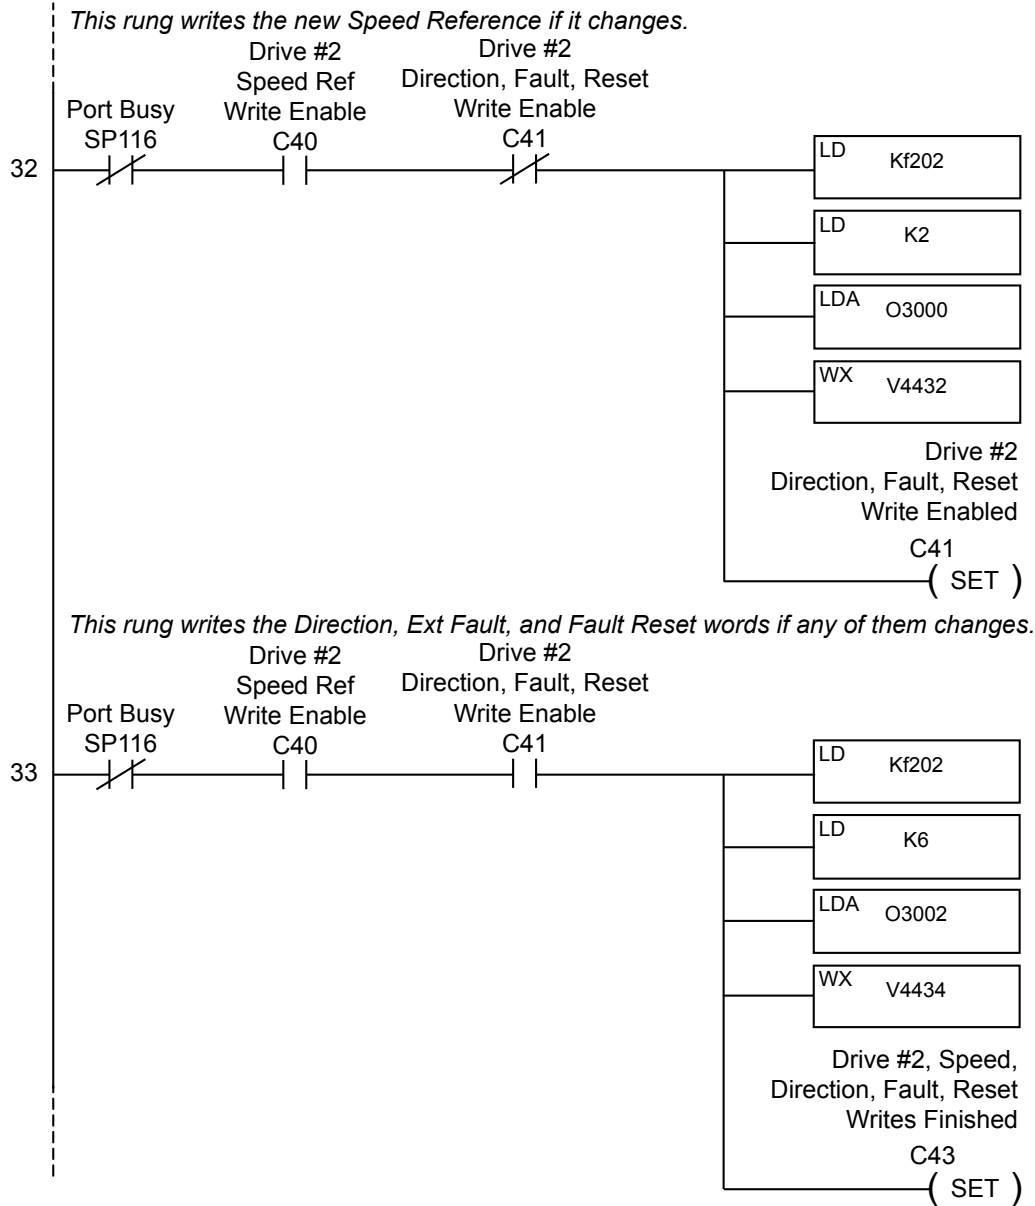 This rung writes the new Speed Reference if it changes.
Port Busy
SP116
Drive #2
Speed Ref
Write Enable
C40
Drive #2
Direction, Fault, Reset
Write Enable
C41
32
LD Kf202
LD K2
LDA O3000
WX V4432
Drive #2
Direction, Fault, Reset
Write Enabled
C41
( SET )
This rung writes the Direction, Ext Fault, and Fault Reset words if any of them changes.
Port Busy
SP116
Drive #2
Speed Ref
Write Enable
C40
Drive #2
Direction, Fault, Reset
Write Enable
C41
33
LD Kf202
LD K6
LDA O3002
WX V4434
Drive #2, Speed,
Direction, Fault, Reset
Writes Finished
C43
( SET )